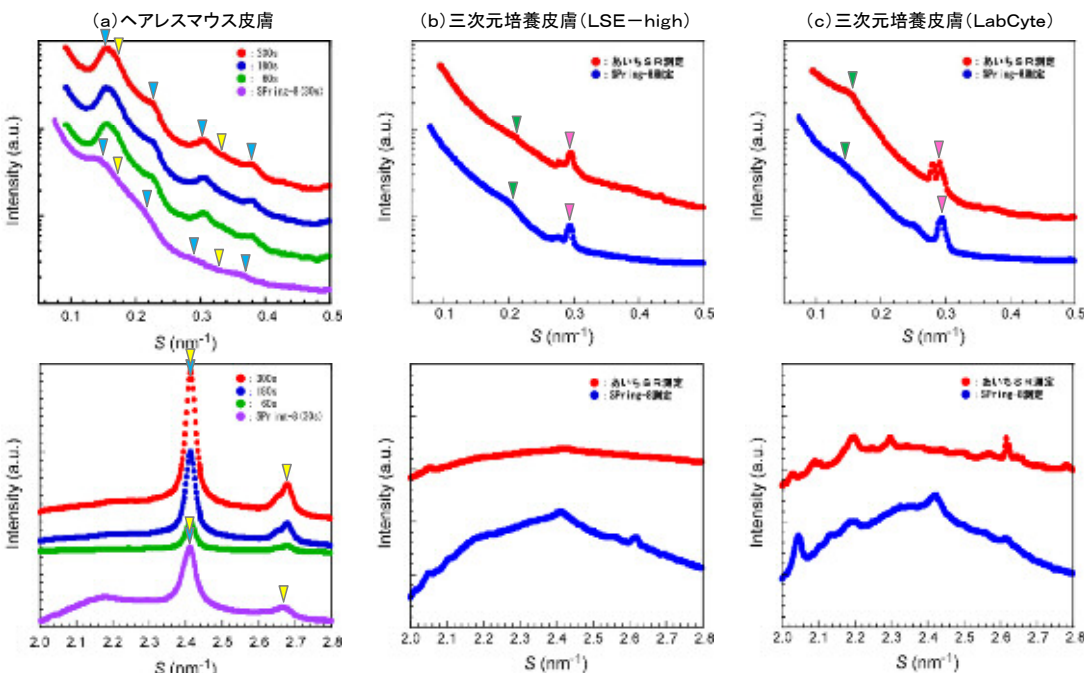 (a)ヘアレスマウス皮膚
(b)三次元培養皮膚(LSE－high)
(c)三次元培養皮膚(LabCyte)
Intensity (a.u.)
: 300s
: 180s
: 60s
: SPring-8(30s)
0.1 0.2 0.3 0.4 0.5
S (nm-1)
Intensity (a.u.)
: あいちSR測定
: SPring-8測定
0.1 0.2 0.3 0.4 0.5
S (nm-1)
Intensity (a.u.)
: あいちSR測定
: SPring-8測定
0.1 0.2 0.3 0.4 0.5
S (nm-1)
Intensity (a.u.)
: 300s
: 180s
: 60s
: SPring-8(30s)
2.0 2.1 2.2 2.3 2.4 2.5 2.6 2.7 2.8
S (nm-1)
Intensity (a.u.)
: あいちSR測定
: SPring-8測定
2.0 2.1 2.2 2.3 2.4 2.5 2.6 2.7 2.8
S (nm-1)
Intensity (a.u.)
: あいちSR測定
: SPring-8測定
2.0 2.1 2.2 2.3 2.4 2.5 2.6 2.7 2.8
S (nm-1)